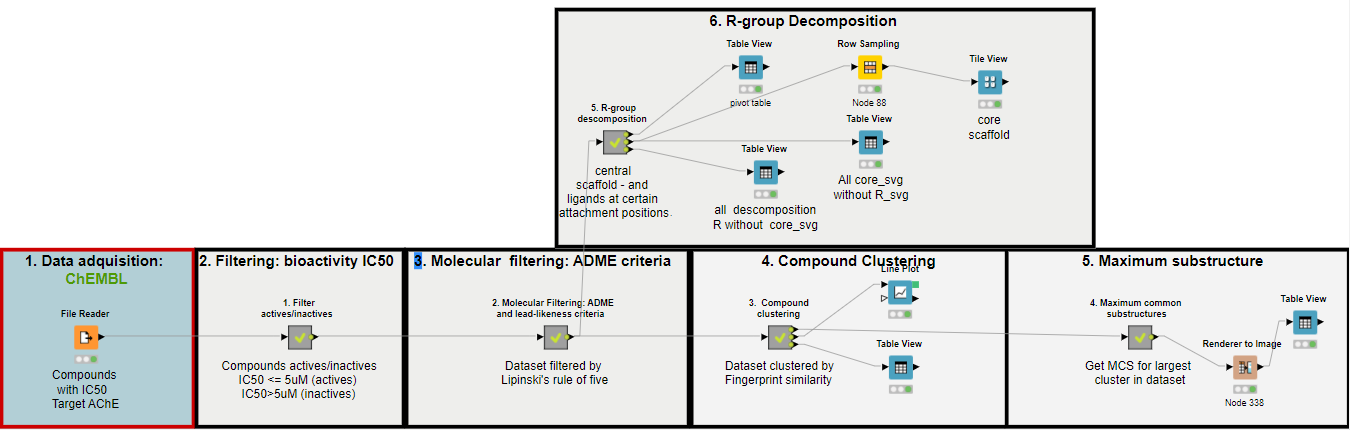 6. R-group Decomposition
Table View
pivot table
Row Sampling
Node 88
Tile View
core
scaffold
5. R-group
descomposition
central
scaffold - and
ligands at certain
attachment positions.
Table View
all descomposition
R without core_svg
Table View
All core_svg
without R_svg
1. Data adquisition:
ChEMBL
File Reader
Compounds
with IC50
Target AChE
2. Filtering: bioactivity IC50
1. Filter
actives/inactives
Compounds actives/inactives
IC50 <= 5uM (actives)
IC50>5uM (inactives)
3. Molecular filtering: ADME criteria
2. Molecular Filtering: ADME
and lead-likeness criteria
Dataset filtered by
Lipinski's rule of five
4. Compound Clustering
3. Compound
clustering
Dataset clustered by
Fingerprint similarity
Line Plot
Table View
5. Maximum substructure
4. Maximum common
substructures
Get MCS for largest
cluster in dataset
Renderer to Image
Node 338
Table View